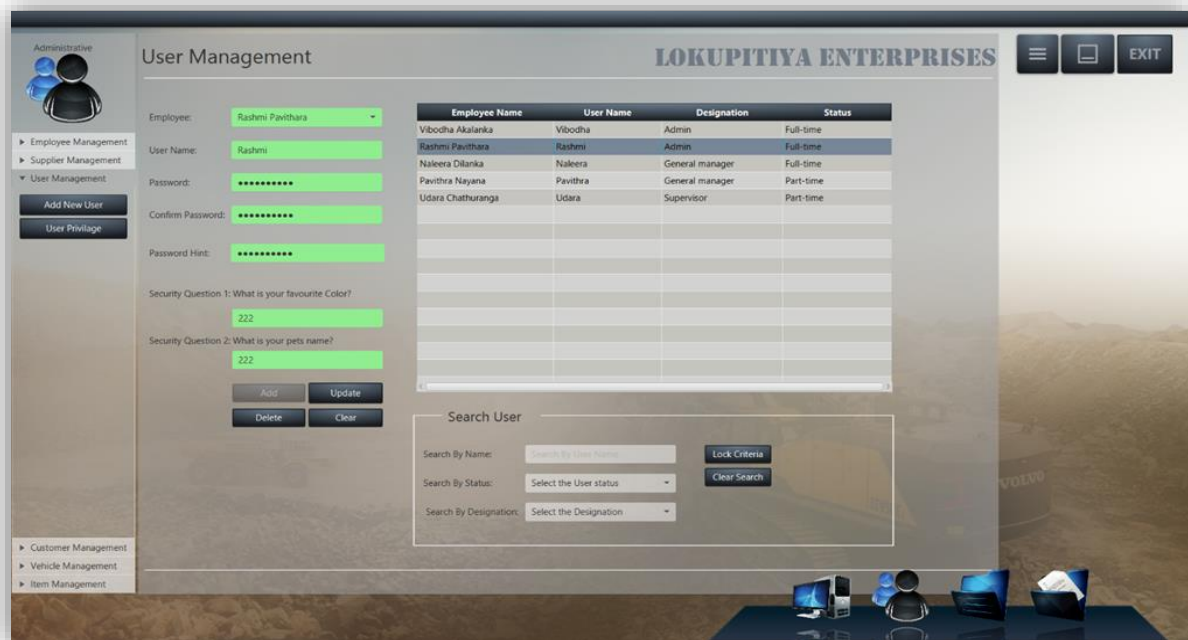 Administrative
User Management
LOKUPITIYA ENTERPRISES
EXIT
Employee Management
Supplier Management
User Management
Add New User
User Privilage
Customer Management
Vehicle Management
Item Management
Employee: Rashmi Pavithara
User Name: Rashmi
Password: ●●●●●●●●●●
Confirm Password: ●●●●●●●●●●
Password Hint: ●●●●●●●●●●
Security Question 1: What is your favourite Color?
222
Security Question 2: What is your pets name?
222
Add Update
Delete Clear
Employee Name User Name Designation Status
Vibodha Akalanka Vibodha Admin Full-time
Rashmi Pavithara Rashmi Admin Full-time
Naleera Dilanka Naleera General manager Full-time
Pavithra Nayana Pavithra General manager Part-time
Udara Chathuranga Udara Supervisor Part-time
Search User
Search By Name: Search By User Name Lock Criteria
Search By Status: Select the User status Clear Search
Search By Designation: Select the Designation
VOLVO